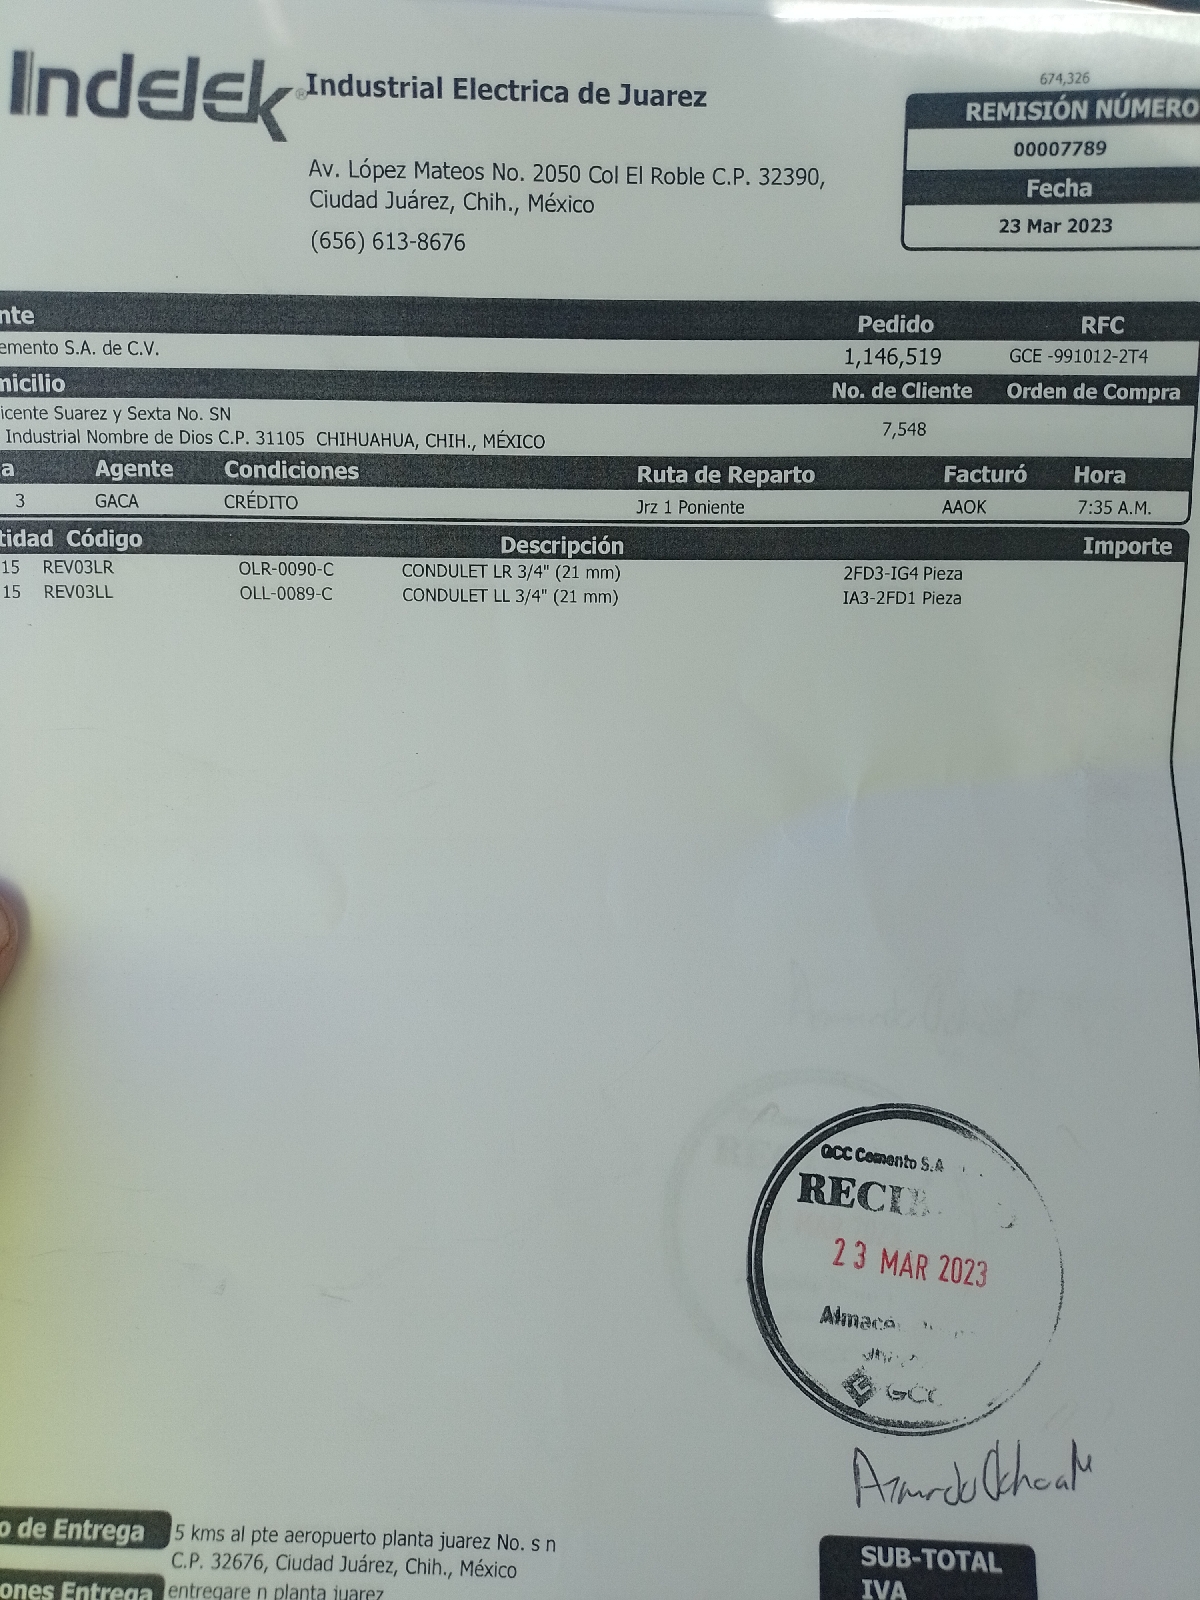 Indelek® Industrial Electrica de Juarez
Av. López Mateos No. 2050 Col El Roble C.P. 32390,
Ciudad Juárez, Chih., México
(656) 613-8676
674,326
REMISIÓN NÚMERO
00007789
Fecha
23 Mar 2023
nte Pedido RFC
emento S.A. de C.V. 1,146,519 GCE -991012-2T4
micilio No. de Cliente Orden de Compra
icente Suarez y Sexta No. SN
Industrial Nombre de Dios C.P. 31105 CHIHUAHUA, CHIH., MÉXICO 7,548
a Agente Condiciones Ruta de Reparto Facturó Hora
3 GACA CRÉDITO Jrz 1 Poniente AAOK 7:35 A.M.
tidad Código Descripción Importe
15 REV03LR OLR-0090-C CONDULET LR 3/4" (21 mm) 2FD3-IG4 Pieza
15 REV03LL OLL-0089-C CONDULET LL 3/4" (21 mm) IA3-2FD1 Pieza
GCC Cemento S.A
RECI
23 MAR 2023
Almacé
GCC
o de Entrega 5 kms al pte aeropuerto planta juarez No. s n
C.P. 32676, Ciudad Juárez, Chih., México
ones Entrega entregare n planta juarez
SUB-TOTAL
IVA